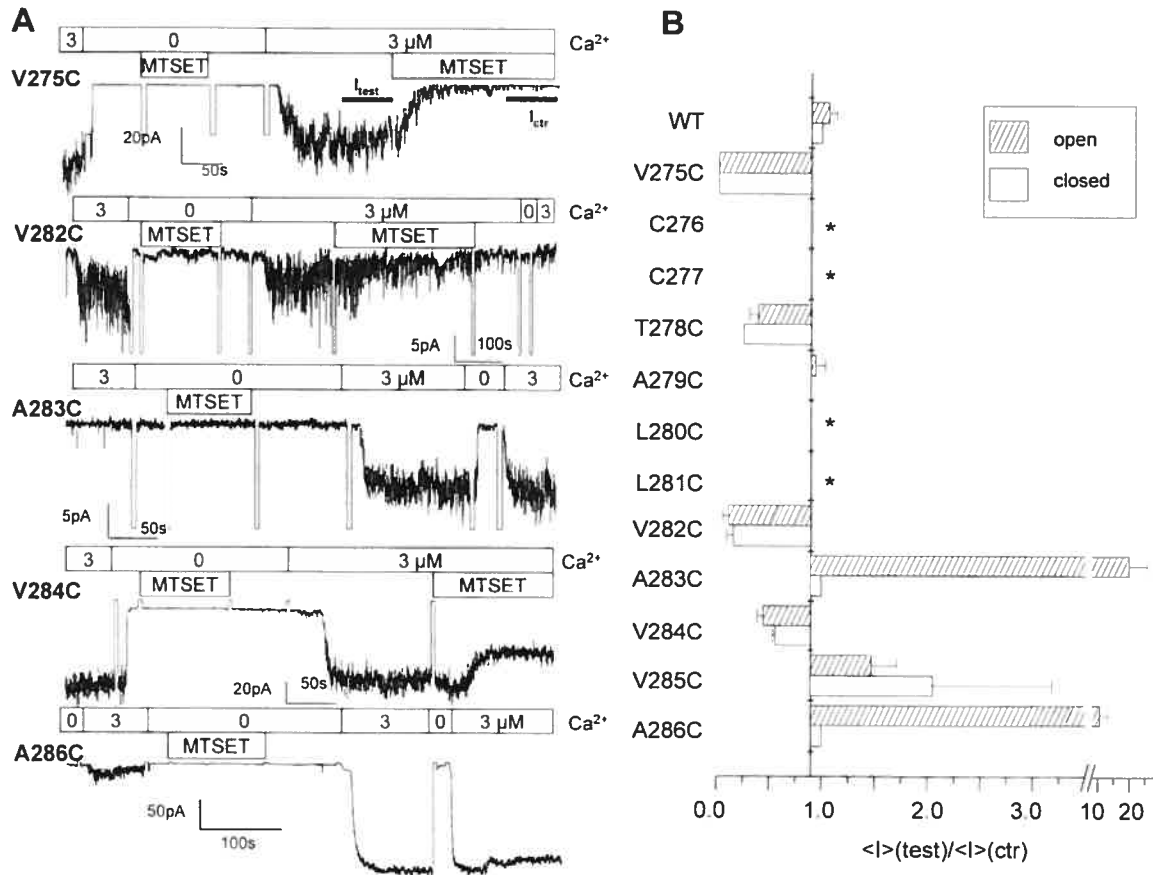 A
3 0 3 µM Ca2+
MTSET MTSET
V275C
Itest
Ictr
20pA
50s
3 0 3 µM 0 3 Ca2+
MTSET MTSET
V282C
5pA 100s
3 0 3 µM 0 3 Ca2+
MTSET
A283C
5pA 50s
3 0 3 µM Ca2+
MTSET MTSET
V284C
20pA 50s
0 3 0 3 0 3 µM Ca2+
MTSET
A286C
50pA
100s
B
open
closed
WT
V275C
C276 *
C277 *
T278C
A279C
L280C *
L281C *
V282C
A283C
V284C
V285C
A286C
0.0 1.0 2.0 3.0 10 20
<I>(test)/<I>(ctr)